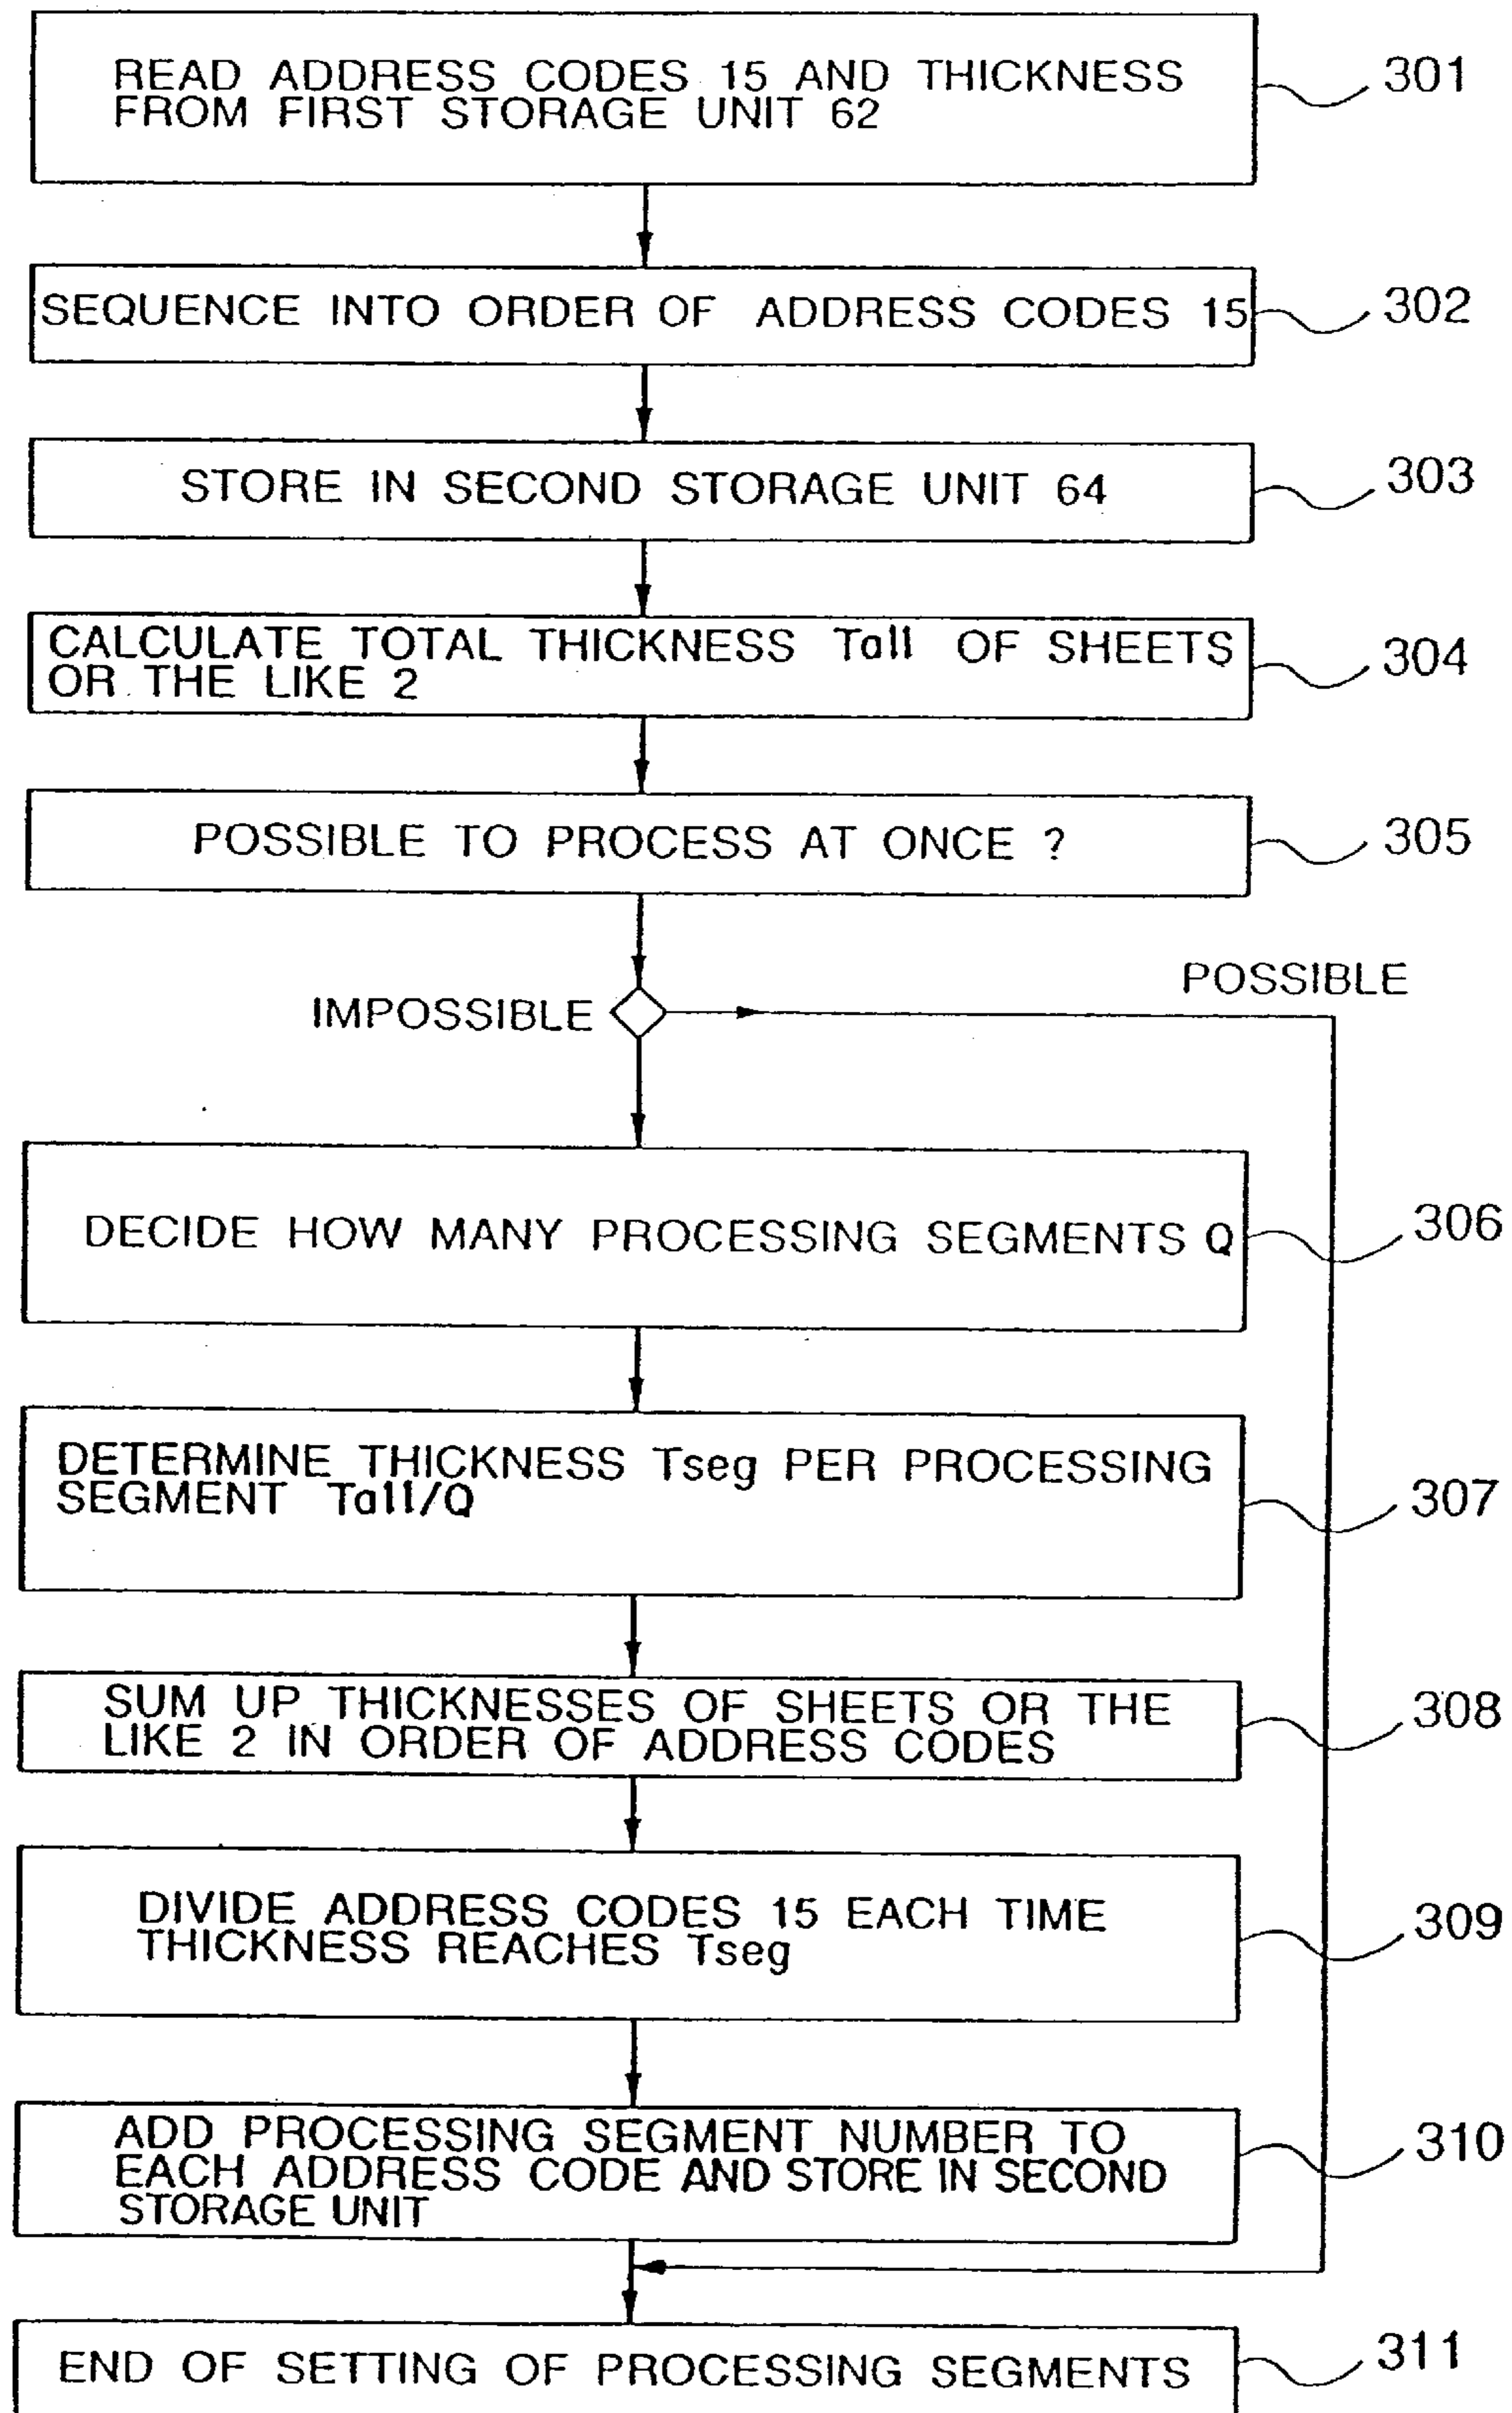 READ ADDRESS CODES 15 AND THICKNESS
FROM FIRST STORAGE UNIT 62
301
SEQUENCE INTO ORDER OF ADDRESS CODES 15
302
STORE IN SECOND STORAGE UNIT 64
303
CALCULATE TOTAL THICKNESS Tall OF SHEETS
OR THE LIKE 2
304
POSSIBLE TO PROCESS AT ONCE ?
305
POSSIBLE
IMPOSSIBLE
DECIDE HOW MANY PROCESSING SEGMENTS Q
306
DETERMINE THICKNESS Tseg PER PROCESSING
SEGMENT Tall/Q
307
SUM UP THICKNESSES OF SHEETS OR THE
LIKE 2 IN ORDER OF ADDRESS CODES
308
DIVIDE ADDRESS CODES 15 EACH TIME
THICKNESS REACHES Tseg
309
ADD PROCESSING SEGMENT NUMBER TO
EACH ADDRESS CODE AND STORE IN SECOND
STORAGE UNIT
310
END OF SETTING OF PROCESSING SEGMENTS
311